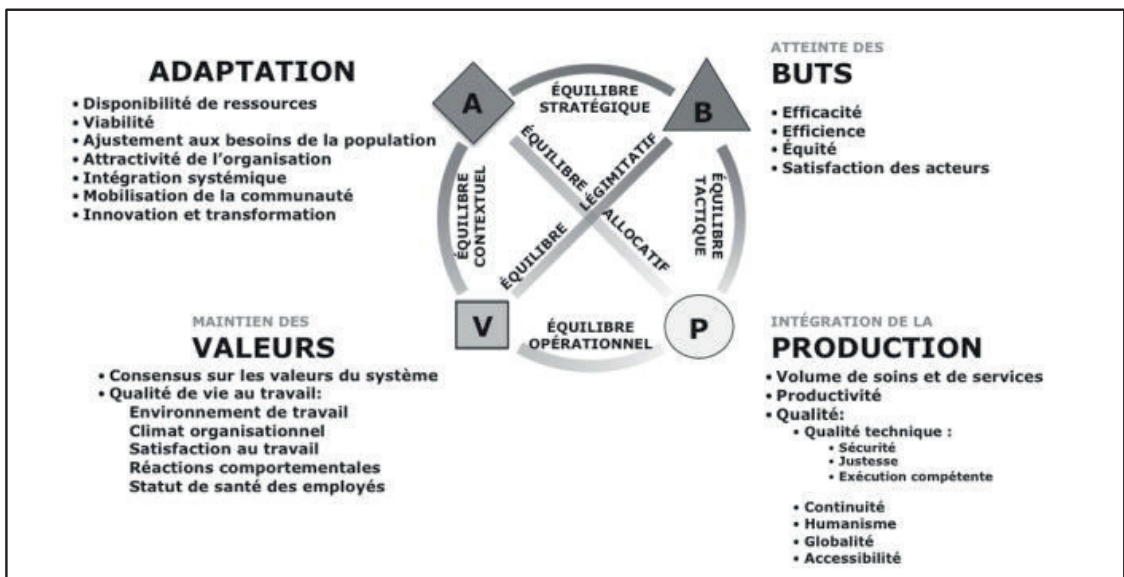 ADAPTATION
• Disponibilité de ressources
• Viabilité
• Ajustement aux besoins de la population
• Attractivité de l'organisation
• Intégration systémique
• Mobilisation de la communauté
• Innovation et transformation
A
ÉQUILIBRE
STRATÉGIQUE
B
ATTEINTE DES
BUTS
• Efficacité
• Efficience
• Équité
• Satisfaction des acteurs
ÉQUILIBRE
CONTEXTUEL
ÉQUILIBRE ALLOCATIF
ÉQUILIBRE LÉGIMITATIF
ÉQUILIBRE
TACTIQUE
V
ÉQUILIBRE
OPÉRATIONNEL
P
MAINTIEN DES
VALEURS
• Consensus sur les valeurs du système
• Qualité de vie au travail:
Environnement de travail
Climat organisationnel
Satisfaction au travail
Réactions comportementales
Statut de santé des employés
INTÉGRATION DE LA
PRODUCTION
• Volume de soins et de services
• Productivité
• Qualité:
• Qualité technique :
• Sécurité
• Justesse
• Exécution compétente
• Continuité
• Humanisme
• Globalité
• Accessibilité